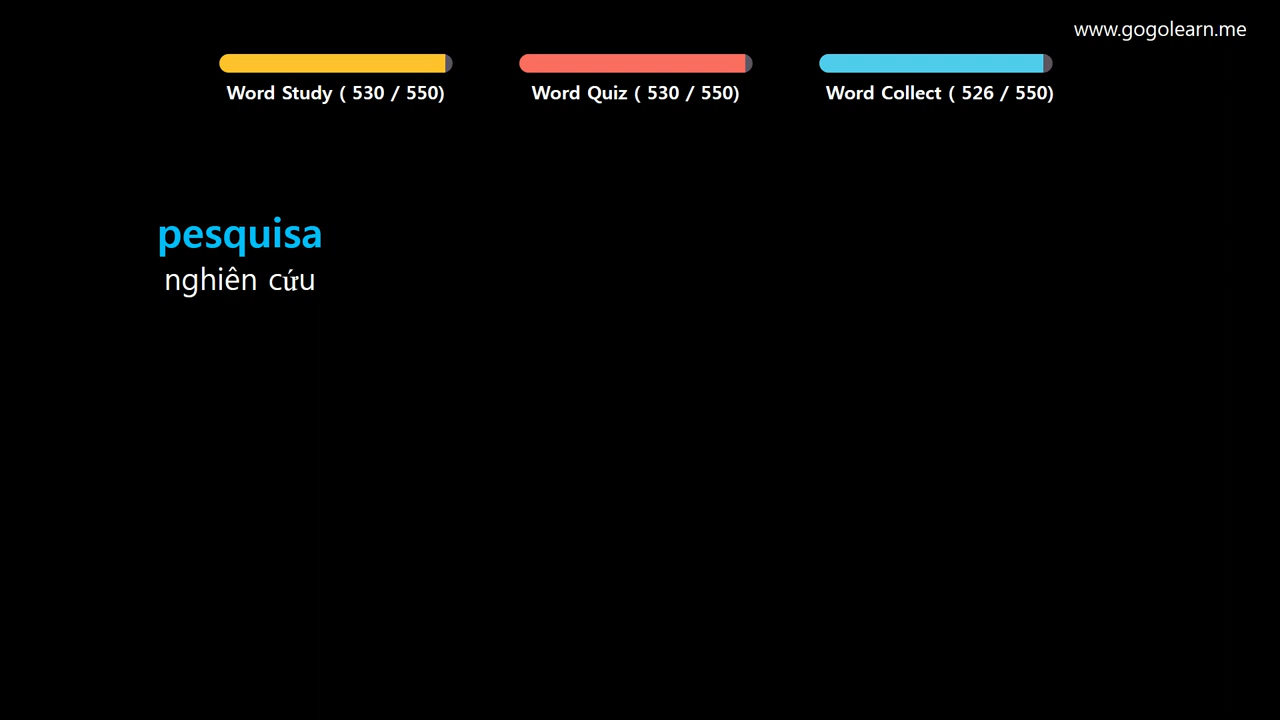 www.gogolearn.me
Word Study ( 530 / 550)
Word Quiz ( 530 / 550)
Word Collect ( 526 / 550)
pesquisa
nghiên cứu